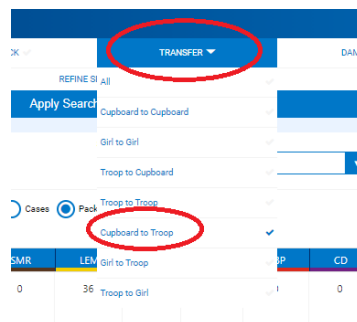 CK TRANSFER DAM
REFINE SE All
Apply Search
Cupboard to Cupboard
Girl to Girl
Troop to Cupboard
Troop to Troop
Cases Pack
Cupboard to Troop
SMR LEM Girl to Troop BP CD
0 36 Troop to Girl 0